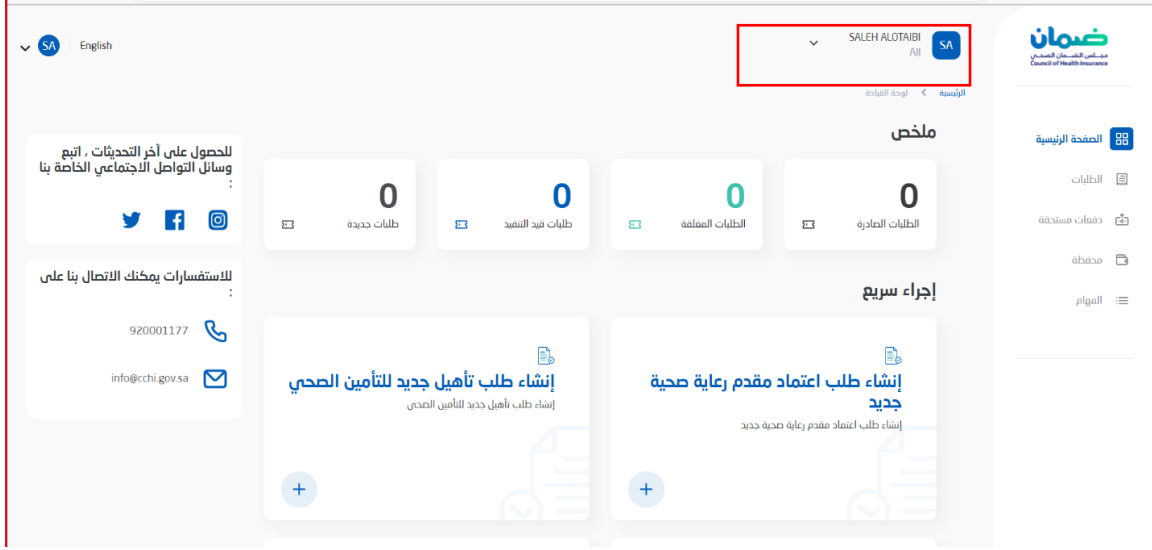 ضمان
مجلس الضمان الصحي
Council of Health Insurance
الصفحة الرئيسية
الطلبات
دفعات مستحقة
محفظة
المهام
SA
SALEH ALOTAIBI
All
English
SA
الرئيسية > لوحة القيادة
ملخص
0
الطلبات الصادرة
0
الطلبات المغلقة
0
طلبات قيد التنفيذ
0
طلبات جديدة
إجراء سريع
إنشاء طلب اعتماد مقدم رعاية صحية
جديد
إنشاء طلب اعتماد مقدم رعاية صحية جديد
+
إنشاء طلب تأهيل جديد للتأمين الصحي
إنشاء طلب تأهيل جديد للتأمين الصحي
+
للحصول على آخر التحديثات ، اتبع
وسائل التواصل الاجتماعي الخاصة بنا
:
للاستفسارات يمكنك الاتصال بنا على
:
920001177
info@cchi.gov.sa